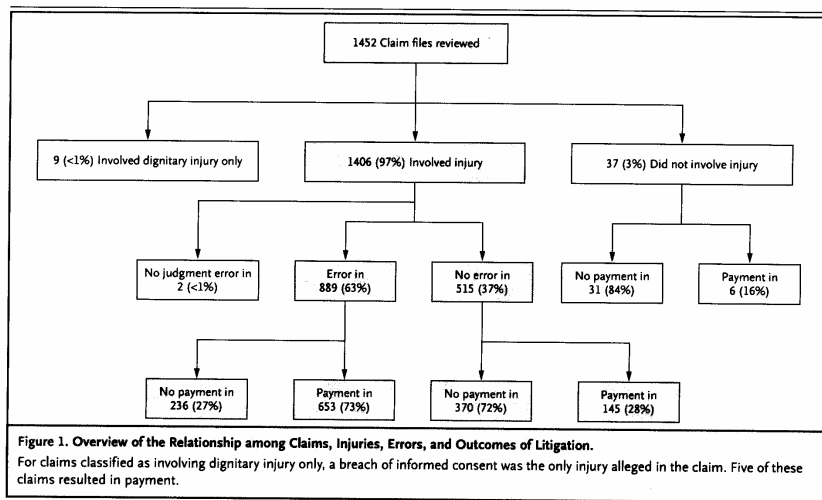 1452 Claim files reviewed
9 (<1%) Involved dignitary injury only
1406 (97%) Involved injury
37 (3%) Did not involve injury
No judgment error in
2 (<1%)
Error in
889 (63%)
No error in
515 (37%)
No payment in
31 (84%)
Payment in
6 (16%)
No payment in
236 (27%)
Payment in
653 (73%)
No payment in
370 (72%)
Payment in
145 (28%)
Figure 1. Overview of the Relationship among Claims, Injuries, Errors, and Outcomes of Litigation.
For claims classified as involving dignitary injury only, a breach of informed consent was the only injury alleged in the claim. Five of these
claims resulted in payment.